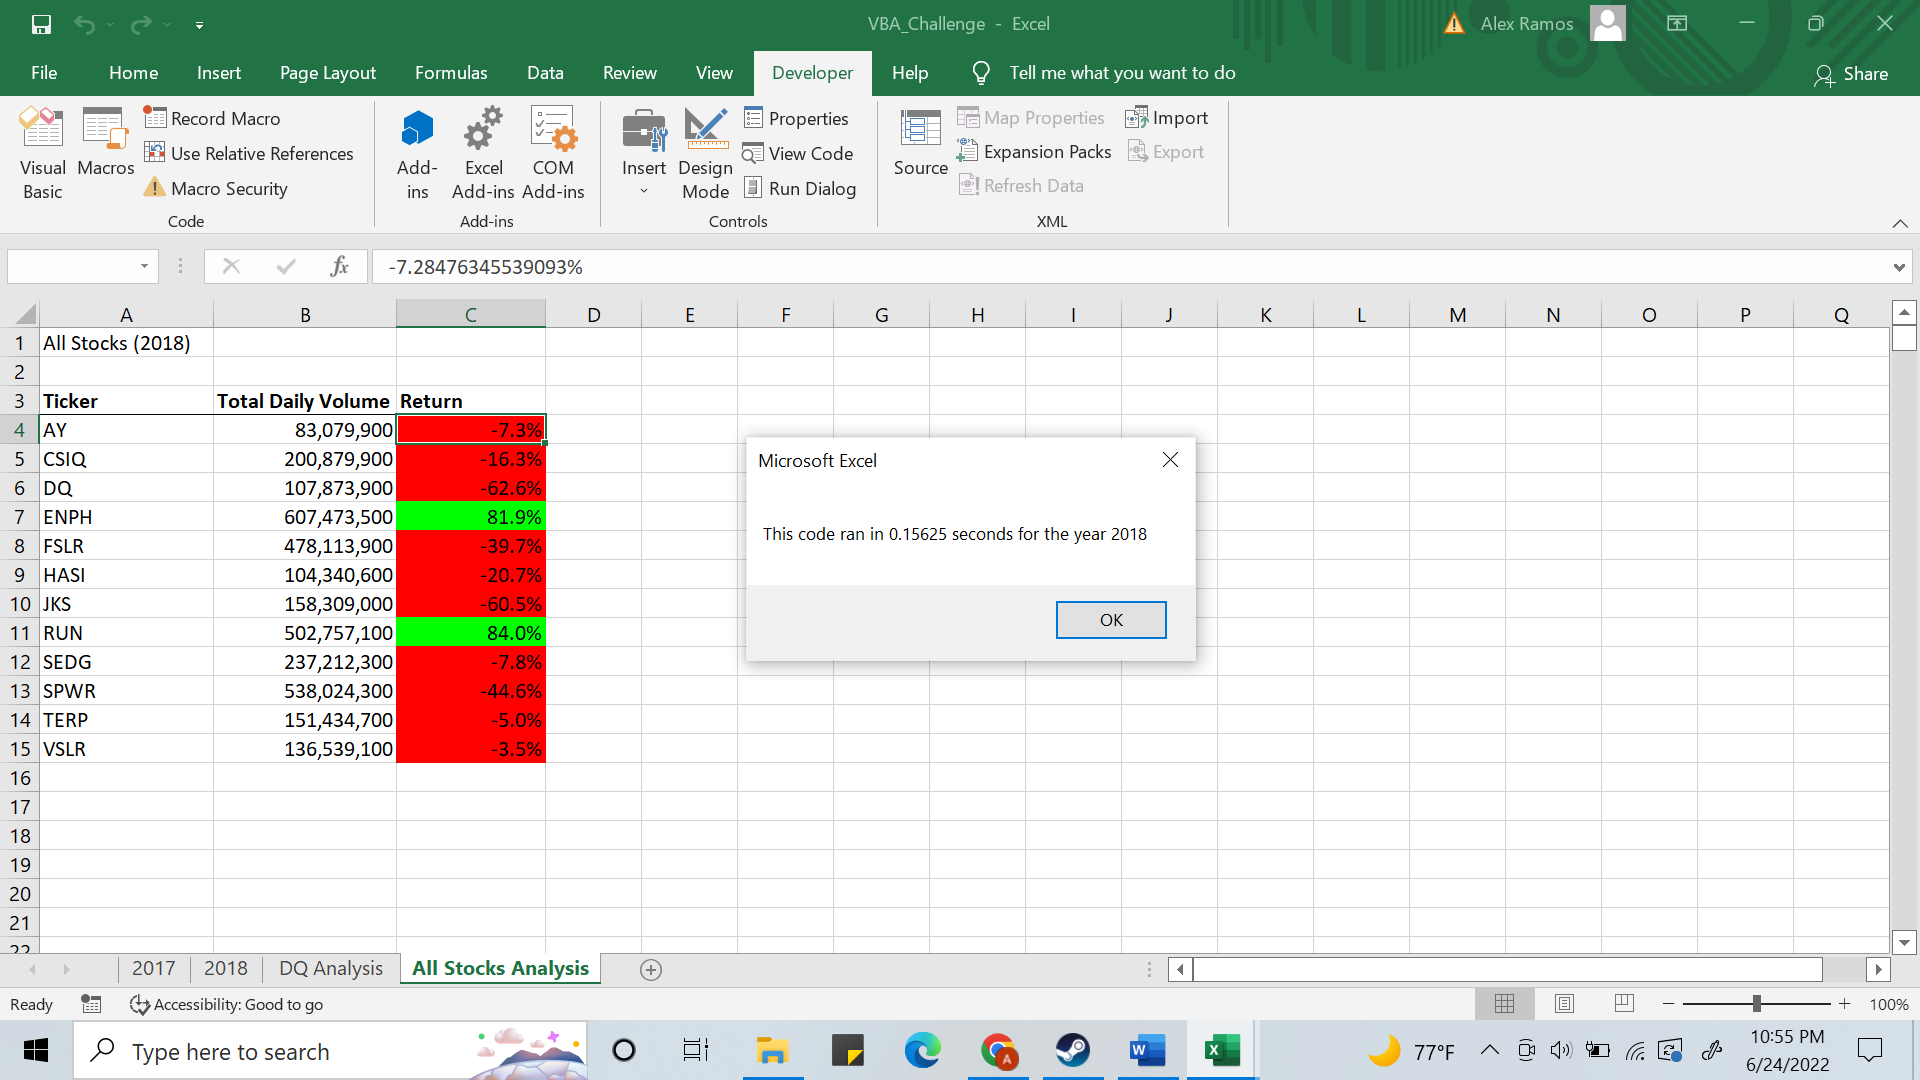 VBA_Challenge - Excel
Alex Ramos
File Home Insert Page Layout Formulas Data Review View Developer Help Tell me what you want to do Share
Visual Basic
Macros
Record Macro
Use Relative References
Macro Security
Code
Add-ins
Excel Add-ins
COM Add-ins
Add-ins
Insert
Design Mode
Properties
View Code
Run Dialog
Controls
Source
Map Properties
Expansion Packs
Refresh Data
Import
Export
XML
fx -7.28476345539093%
A B C D E F G H I J K L M N O P Q
1 All Stocks (2018)
2
3 Ticker Total Daily Volume Return
4 AY 83,079,900 -7.3%
5 CSIQ 200,879,900 -16.3%
6 DQ 107,873,900 -62.6%
7 ENPH 607,473,500 81.9%
8 FSLR 478,113,900 -39.7%
9 HASI 104,340,600 -20.7%
10 JKS 158,309,000 -60.5%
11 RUN 502,757,100 84.0%
12 SEDG 237,212,300 -7.8%
13 SPWR 538,024,300 -44.6%
14 TERP 151,434,700 -5.0%
15 VSLR 136,539,100 -3.5%
16
17
18
19
20
21
22
Microsoft Excel
This code ran in 0.15625 seconds for the year 2018
OK
2017 2018 DQ Analysis All Stocks Analysis
Ready Accessibility: Good to go 100%
Type here to search
A
W
X
77°F
10:55 PM
6/24/2022